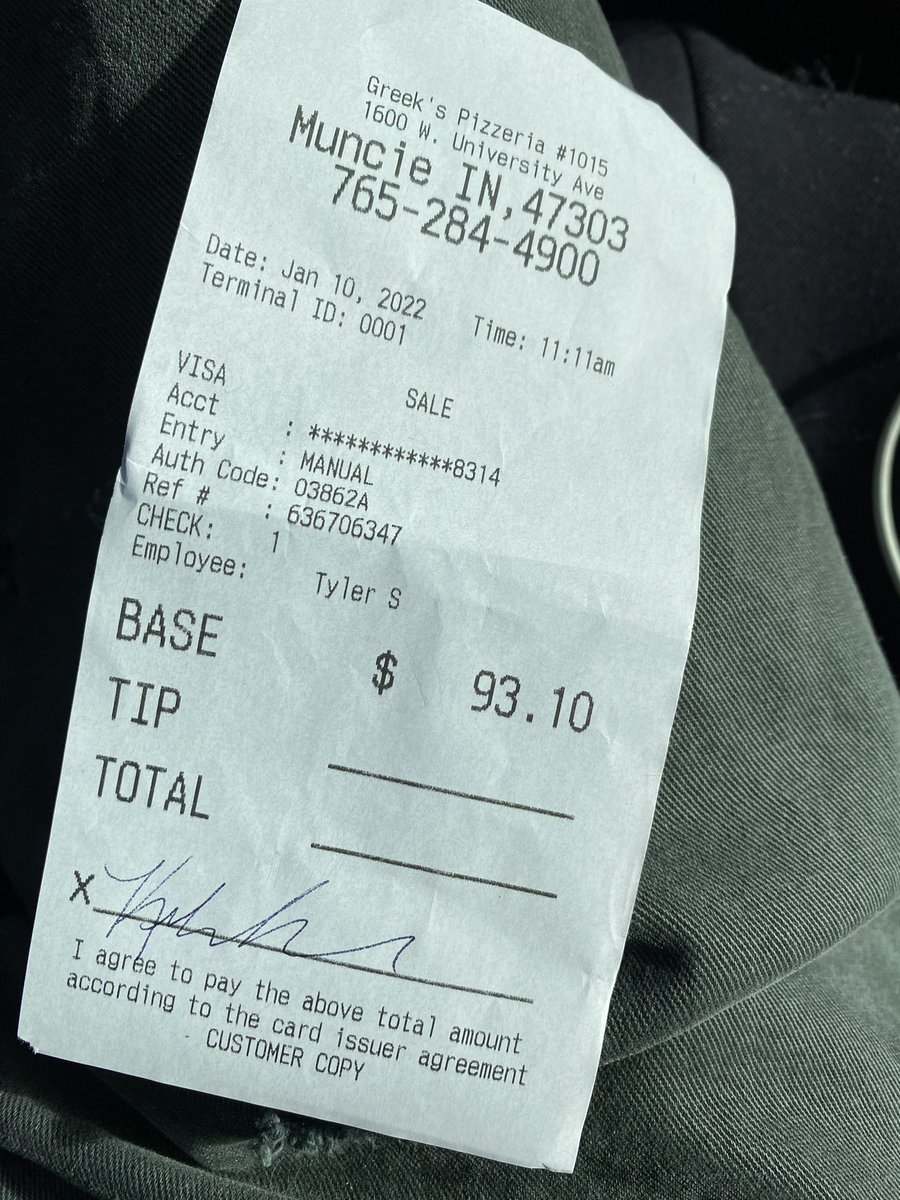 Greek's Pizzeria #1015
1600 W. University Ave
Muncie IN,47303
765-284-4900
Date: Jan 10, 2022 Time: 11:11am
Terminal ID: 0001
SALE
VISA
Acct : ************8314
Entry : MANUAL
Auth Code: 03862A
Ref # : 636706347
CHECK: 1
Employee: Tyler S
BASE $ 93.10
TIP
TOTAL
X
I agree to pay the above total amount
according to the card issuer agreement
- CUSTOMER COPY